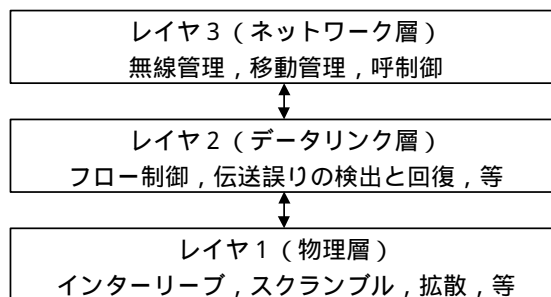 レイヤ3(ネットワーク層)
無線管理,移動管理,呼制御
レイヤ2(データリンク層)
フロー制御,伝送誤りの検出と回復,等
レイヤ1(物理層)
インターリーブ,スクランブル,拡散,等